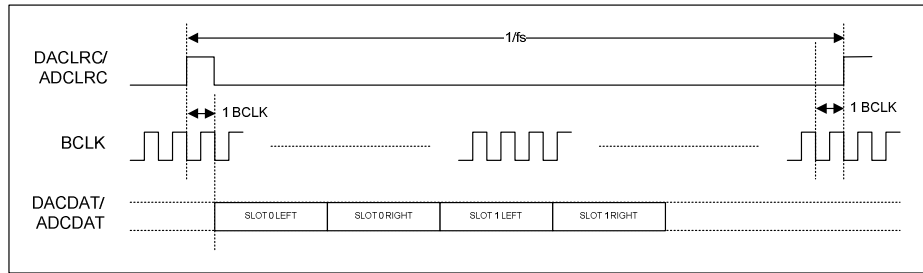 1/fs
DACLRC/
ADCLRC
1 BCLK
1 BCLK
BCLK
DACDAT/
ADCDAT
SLOT 0 LEFT
SLOT 0 RIGHT
SLOT 1 LEFT
SLOT 1 RIGHT